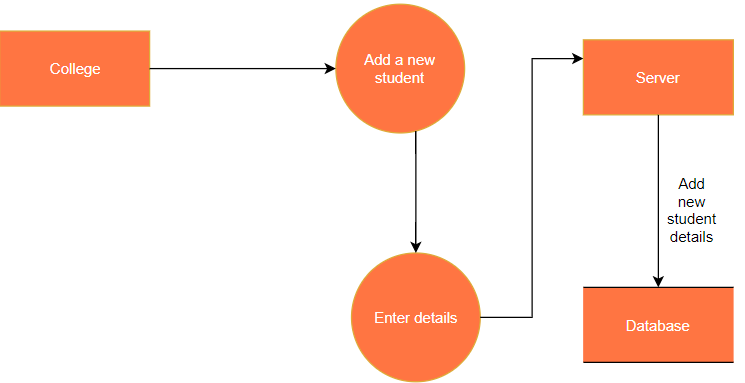 College
Add a new
student
Server
Add
new
student
details
Enter details
Database